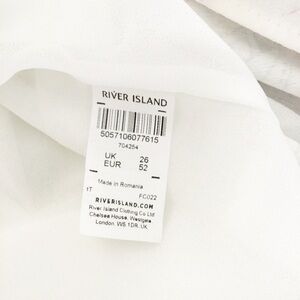 RIVER ISLAND
5057106077615
704254
UK 26
EUR 52
Made in Romania
1T FC022
RIVERISLAND.COM
River Island Clothing Co Ltd
Chelsea House, Westgate
London, W5 1DR, UK